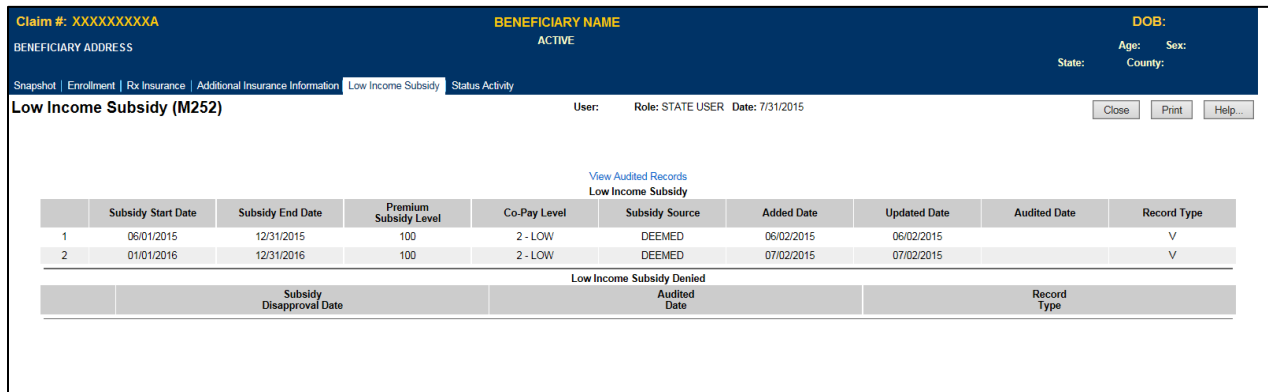 Claim #: XXXXXXXXXA BENEFICIARY NAME DOB:
BENEFICIARY ADDRESS ACTIVE Age: Sex:
State: County:
Snapshot | Enrollment | Rx Insurance | Additional Insurance Information Low Income Subsidy Status Activity
Low Income Subsidy (M252) User: Role: STATE USER Date: 7/31/2015 Close Print Help...
View Audited Records
Low Income Subsidy
Subsidy Start Date Subsidy End Date Premium Subsidy Level Co-Pay Level Subsidy Source Added Date Updated Date Audited Date Record Type
1 06/01/2015 12/31/2015 100 2 - LOW DEEMED 06/02/2015 06/02/2015 V
2 01/01/2016 12/31/2016 100 2 - LOW DEEMED 07/02/2015 07/02/2015 V
Low Income Subsidy Denied
Subsidy Disapproval Date Audited Date Record Type